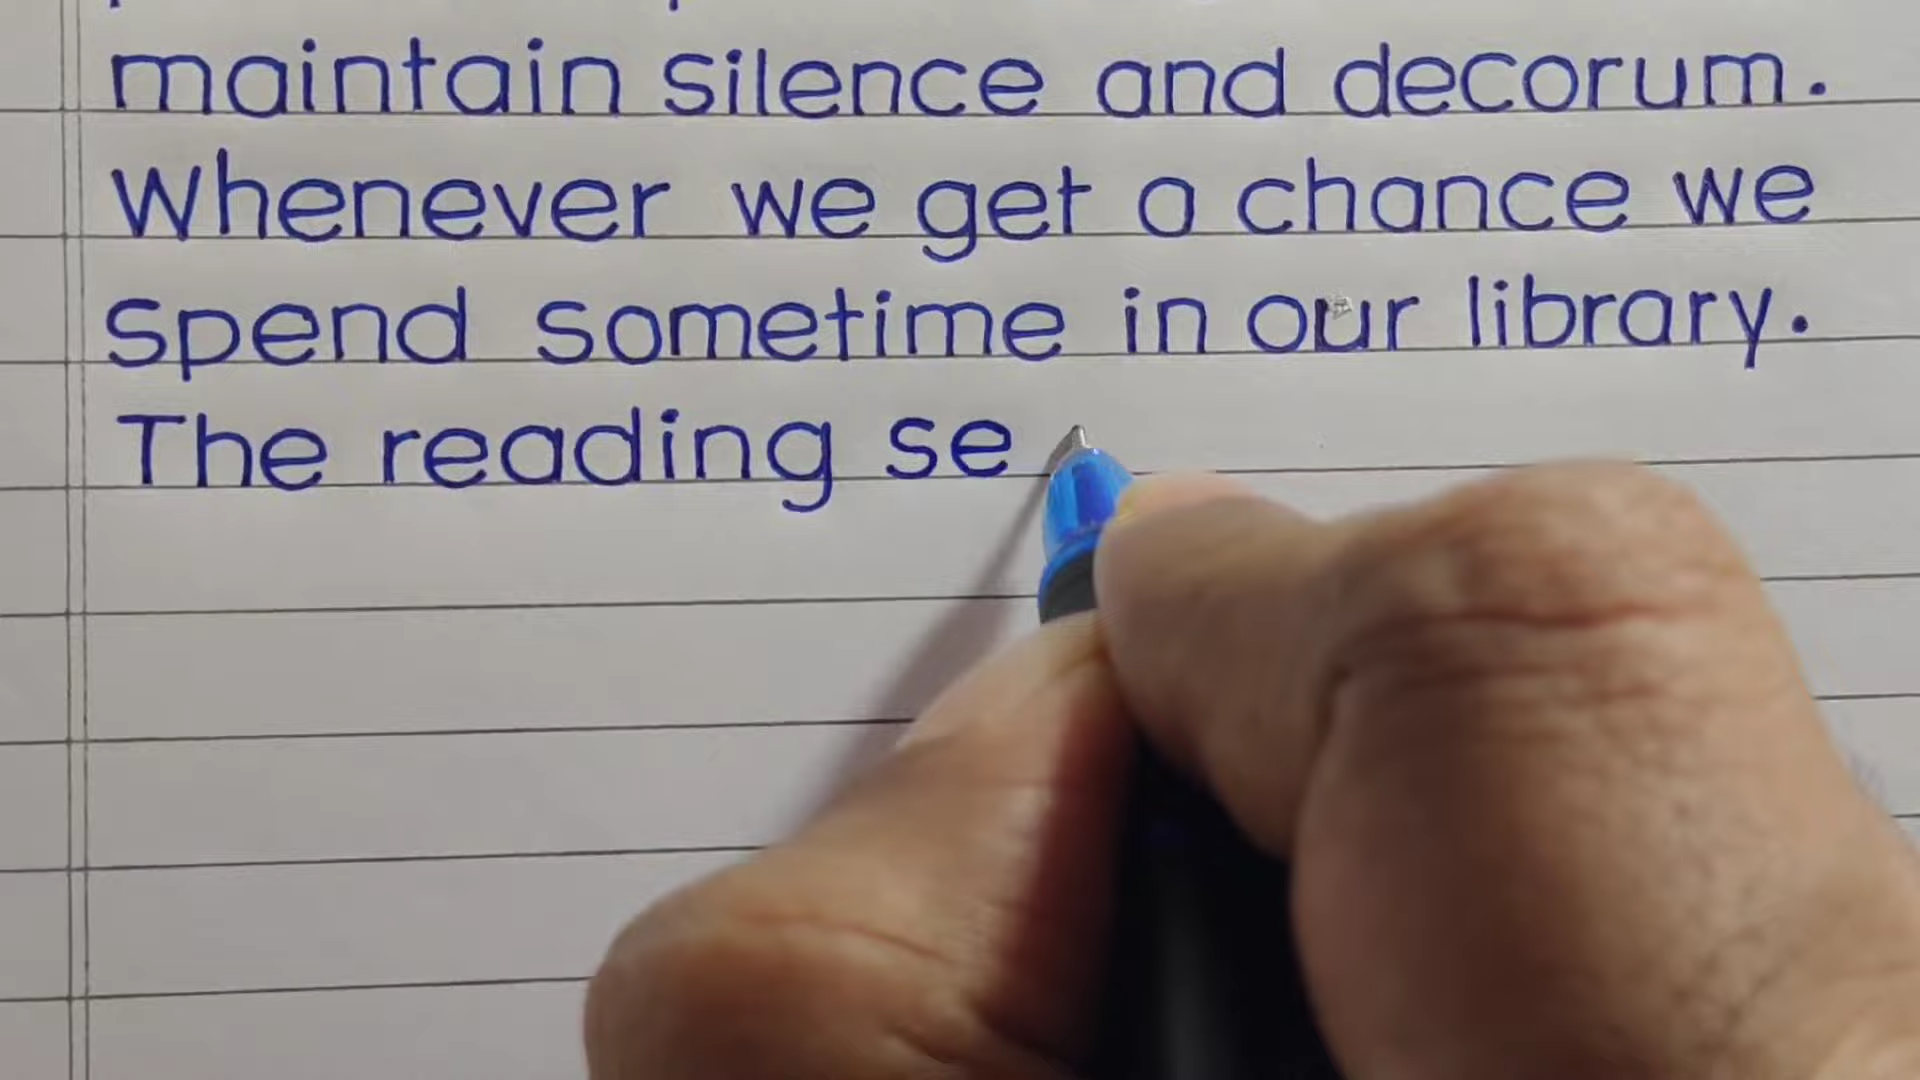 maintain silence and decorum.
Whenever we get a chance we
spend sometime in our library.
The reading se